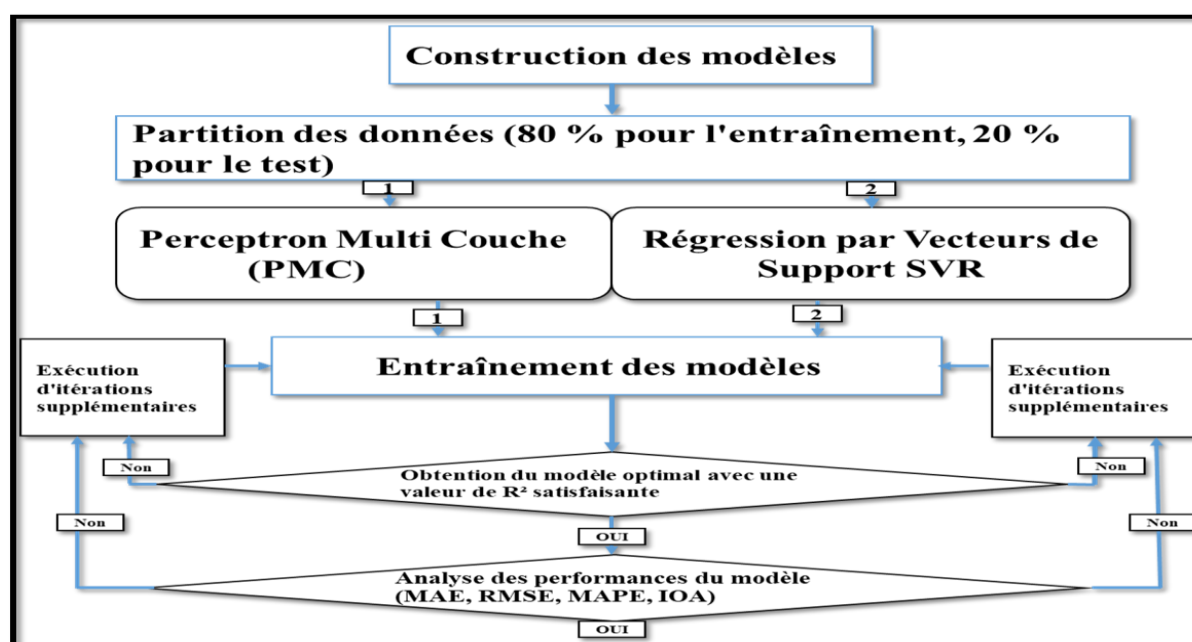 Construction des modèles
Partition des données (80 % pour l'entraînement, 20 %
pour le test)
1
2
Perceptron Multi Couche
(PMC)
Régression par Vecteurs de
Support SVR
1
2
Entraînement des modèles
Exécution
d'itérations
supplémentaires
Exécution
d'itérations
supplémentaires
Non
Obtention du modèle optimal avec une
valeur de R² satisfaisante
Non
Non
OUI
Non
Analyse des performances du modèle
(MAE, RMSE, MAPE, IOA)
OUI